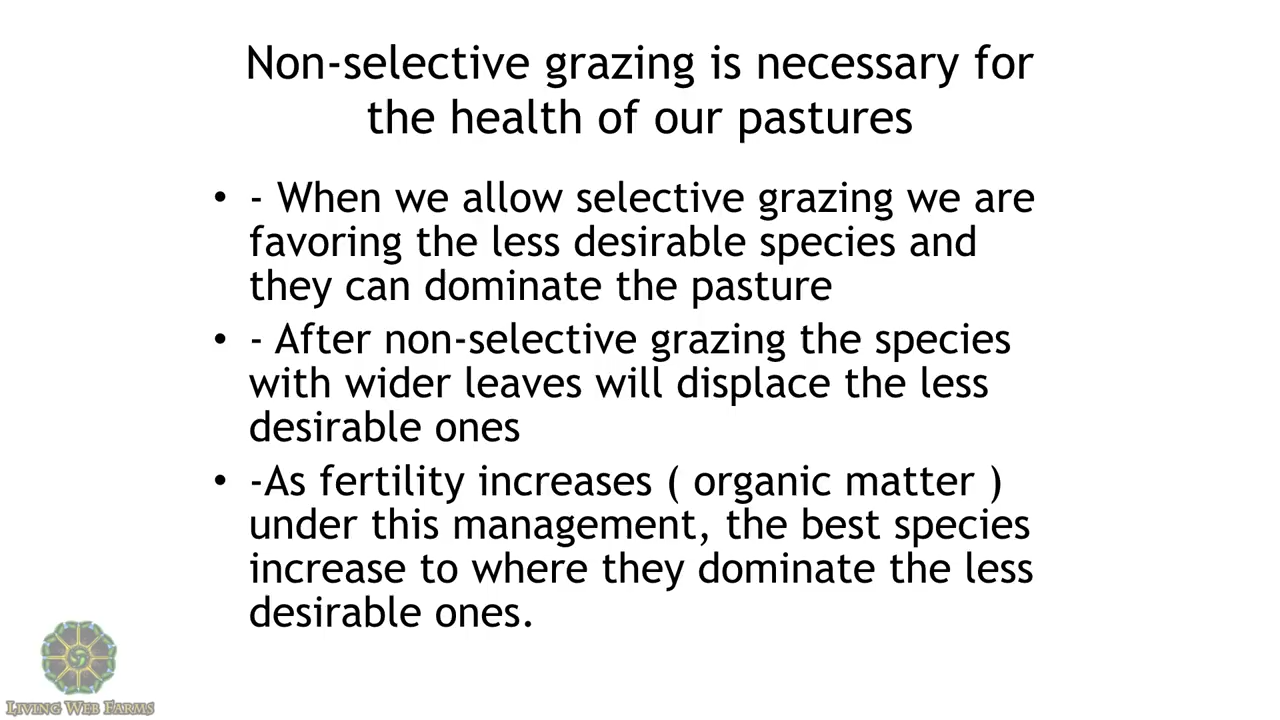 Non-selective grazing is necessary for
the health of our pastures
• - When we allow selective grazing we are
favoring the less desirable species and
they can dominate the pasture
• - After non-selective grazing the species
with wider leaves will displace the less
desirable ones
• -As fertility increases ( organic matter )
under this management, the best species
increase to where they dominate the less
desirable ones.
LIVING WEB FARMS